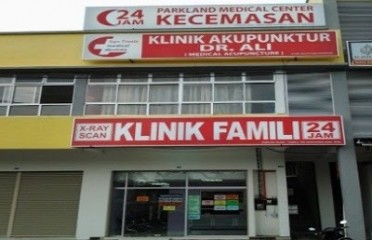 24 JAM
PARKLAND MEDICAL CENTER
KECEMASAN
KLINIK AKUPUNKTUR
DR. ALI
( MEDICAL ACUPUNCTURE )
X-RAY
SCAN
KLINIK FAMILI
24 JAM